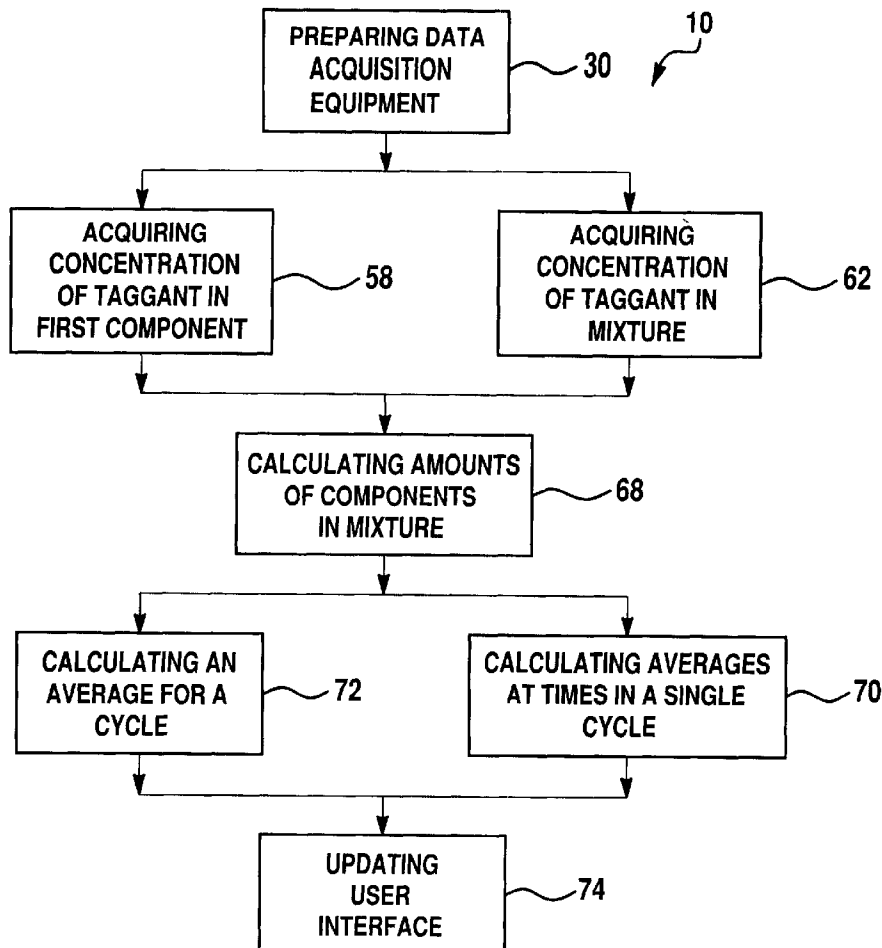 PREPARING DATA
ACQUISITION
EQUIPMENT
30
10
ACQUIRING
CONCENTRATION
OF TAGGANT IN
FIRST COMPONENT
58
ACQUIRING
CONCENTRATION
OF TAGGANT IN
MIXTURE
62
CALCULATING AMOUNTS
OF COMPONENTS
IN MIXTURE
68
CALCULATING AN
AVERAGE FOR A
CYCLE
72
CALCULATING AVERAGES
AT TIMES IN A SINGLE
CYCLE
70
UPDATING
USER
INTERFACE
74